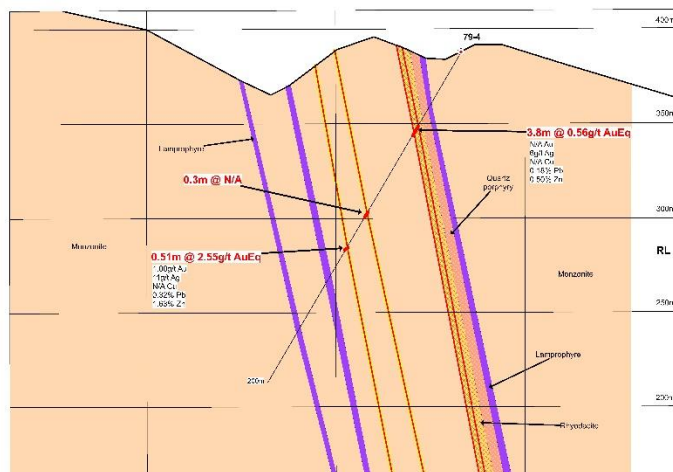 400m
79-4
350m
3.8m @ 0.56g/t AuEq
N/A Au
6g/t Ag
N/A Cu
0.18% Pb
0.50% Zn
Lamprophyre
Quartz
porphyry
0.3m @ N/A
300m
Monzonite
0.51m @ 2.55g/t AuEq
1.00g/t Au
11g/t Ag
N/A Cu
0.32% Pb
1.63% Zn
RL
Monzonite
250m
Lamprophyre
200m
200m
Rhyodacite